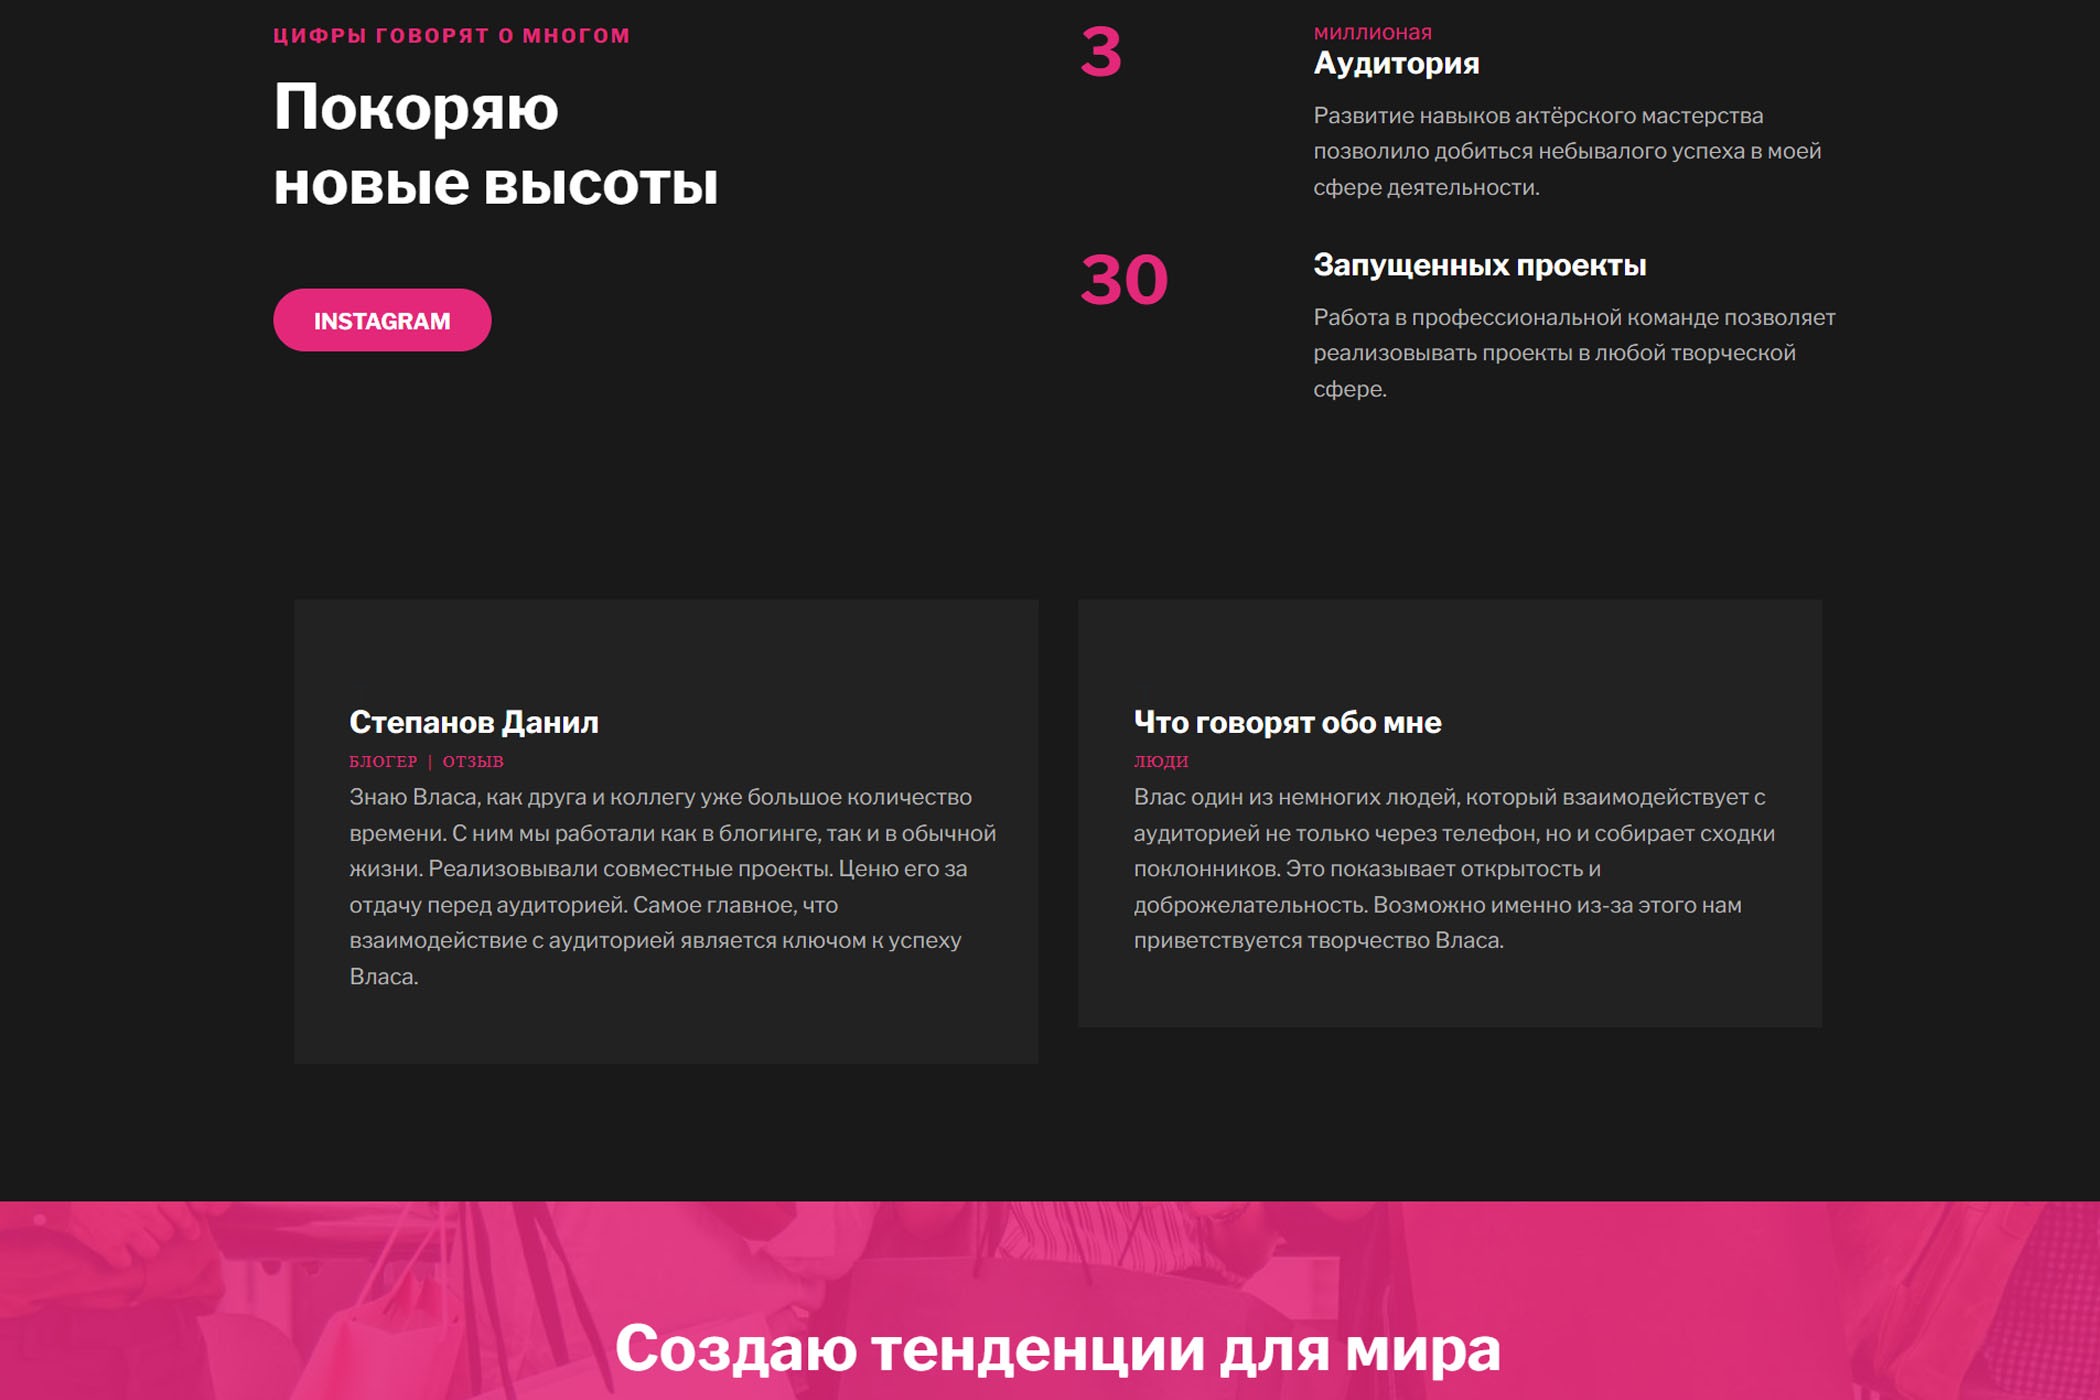 ЦИФРЫ ГОВОРЯТ О МНОГОМ
Покоряю
новые высоты
INSTAGRAM
3
миллионая
Аудитория
Развитие навыков актёрского мастерства
позволило добиться небывалого успеха в моей
сфере деятельности.
30
Запущенных проекты
Работа в профессиональной команде позволяет
реализовывать проекты в любой творческой
сфере.
Степанов Данил
БЛОГЕР | ОТЗЫВ
Знаю Власа, как друга и коллегу уже большое количество
времени. С ним мы работали как в блогинге, так и в обычной
жизни. Реализовывали совместные проекты. Ценю его за
отдачу перед аудиторией. Самое главное, что
взаимодействие с аудиторией является ключом к успеху
Власа.
Что говорят обо мне
ЛЮДИ
Влас один из немногих людей, который взаимодействует с
аудиторией не только через телефон, но и собирает сходки
поклонников. Это показывает открытость и
доброжелательность. Возможно именно из-за этого нам
приветствуется творчество Власа.
Создаю тенденции для мира